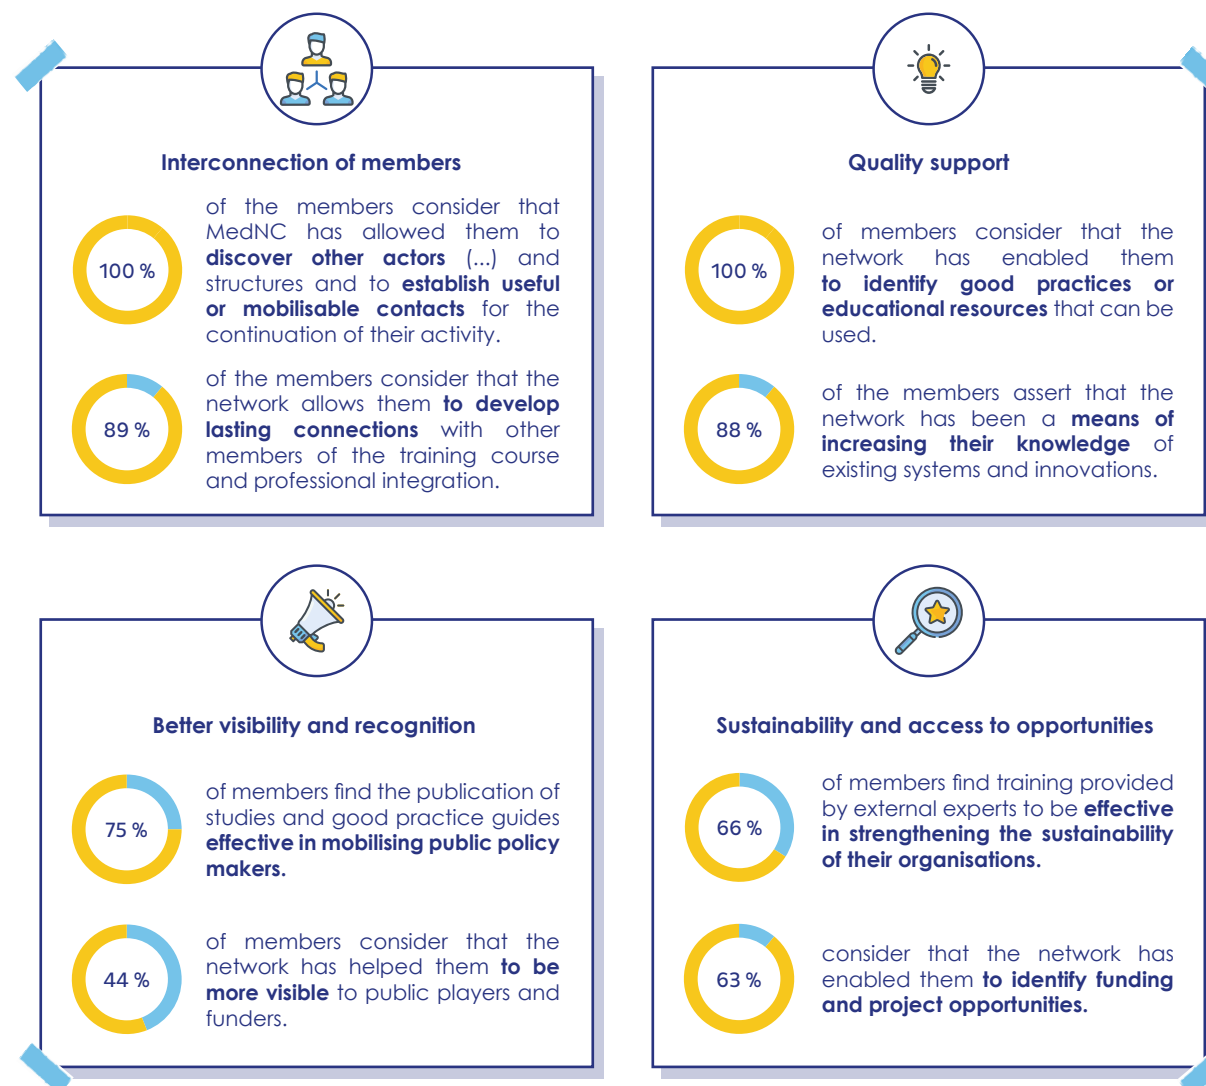 Interconnection of members
100 %
of the members consider that
MedNC has allowed them to
discover other actors (...) and
structures and to establish useful
or mobilisable contacts for the
continuation of their activity.
89 %
of the members consider that the
network allows them to develop
lasting connections with other
members of the training course
and professional integration.
Quality support
100 %
of members consider that the
network has enabled them
to identify good practices or
educational resources that can be
used.
88 %
of the members assert that the
network has been a means of
increasing their knowledge of
existing systems and innovations.
Better visibility and recognition
75 %
of members find the publication of
studies and good practice guides
effective in mobilising public policy
makers.
44 %
of members consider that the
network has helped them to be
more visible to public players and
funders.
Sustainability and access to opportunities
66 %
of members find training provided
by external experts to be effective
in strengthening the sustainability
of their organisations.
63 %
consider that the network has
enabled them to identify funding
and project opportunities.